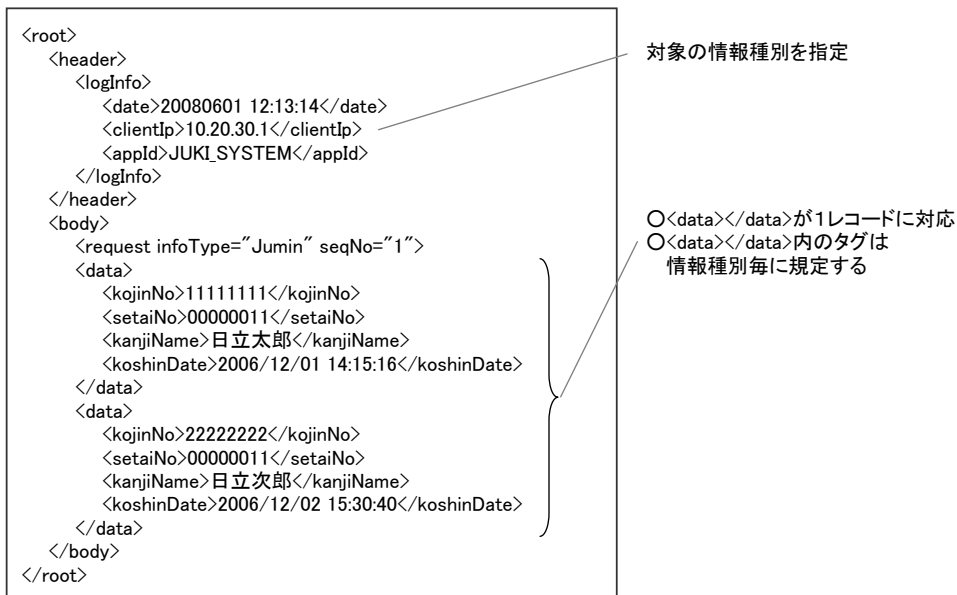 <root>
<header>
<logInfo>
<date>20080601 12:13:14</date>
<clientIp>10.20.30.1</clientIp>
<appId>JUKI_SYSTEM</appId>
</logInfo>
</header>
<body>
<request infoType="Jumin" seqNo="1">
<data>
<kojinNo>11111111</kojinNo>
<setaiNo>00000011</setaiNo>
<kanjiName>日立太郎</kanjiName>
<koshinDate>2006/12/01 14:15:16</koshinDate>
</data>
<data>
<kojinNo>22222222</kojinNo>
<setaiNo>00000011</setaiNo>
<kanjiName>日立次郎</kanjiName>
<koshinDate>2006/12/02 15:30:40</koshinDate>
</data>
</body>
</root>
対象の情報種別を指定
○<data></data>が1レコードに対応
○<data></data>内のタグは
情報種別毎に規定する